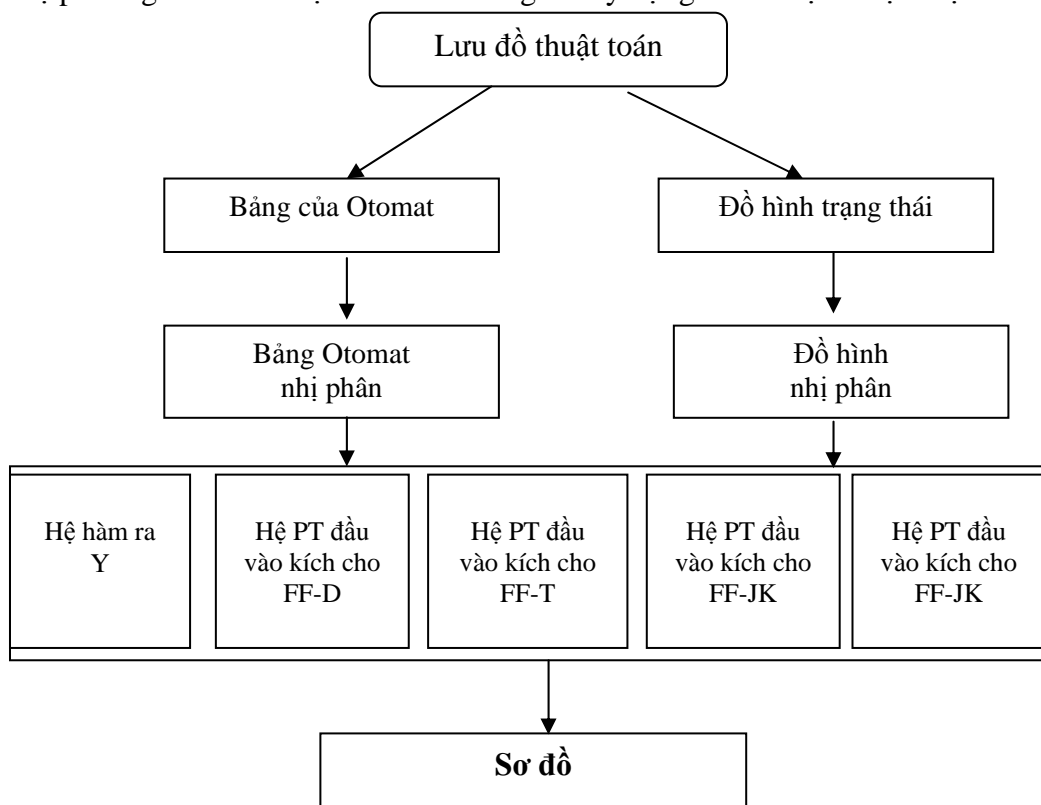 Lưu đồ thuật toán
Bảng của Otomat
Đồ hình trạng thái
Bảng Otomat
nhị phân
Đồ hình
nhị phân
Hệ hàm ra
Y
Hệ PT đầu
vào kích cho
FF-D
Hệ PT đầu
vào kích cho
FF-T
Hệ PT đầu
vào kích cho
FF-JK
Hệ PT đầu
vào kích cho
FF-JK
Sơ đồ